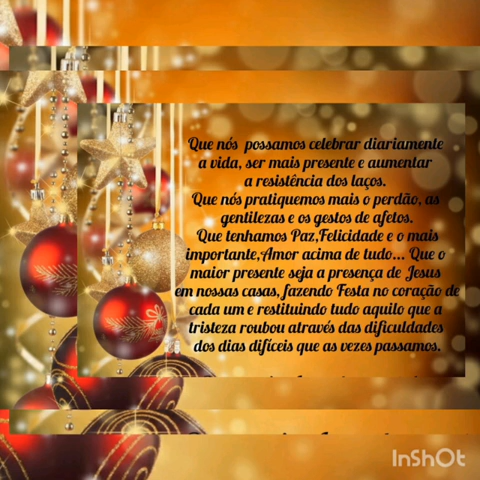 Que nós possamos celebrar diariamente
a vida, ser mais presente e aumentar
a resistência dos laços.
Que nós pratiquemos mais o perdão, as
gentilezas e os gestos de afetos.
Que tenhamos Paz,Felicidade e o mais
importante,Amor acima de tudo... Que o
maior presente seja a presença de Jesus
em nossas casas, fazendo Festa no coração de
cada um e restituindo tudo aquilo que a
tristeza roubou através das dificuldades
dos dias difíceis que as vezes passamos.
InShOt